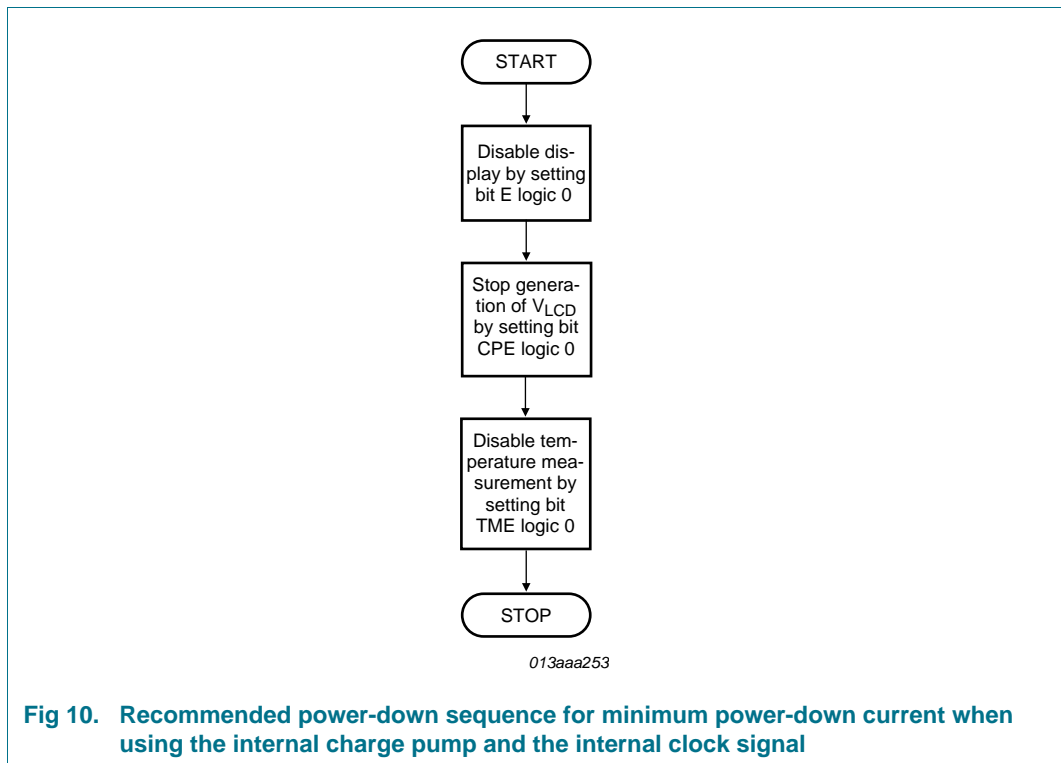 START
Disable dis-
play by setting
bit E logic 0
Stop genera-
tion of VLCD
by setting bit
CPE logic 0
Disable tem-
perature mea-
surement by
setting bit
TME logic 0
STOP
013aaa253
Fig 10. Recommended power-down sequence for minimum power-down current when
using the internal charge pump and the internal clock signal